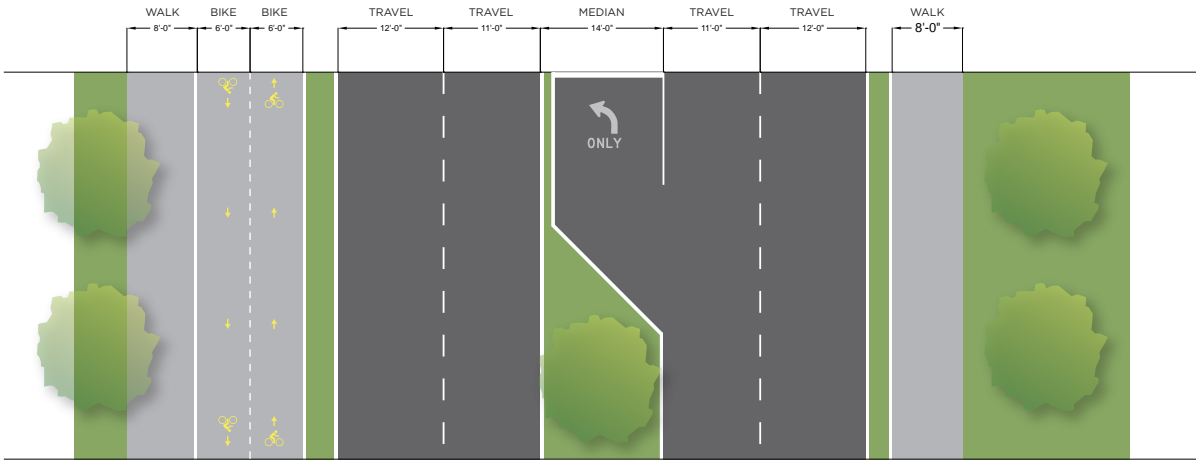 WALK BIKE BIKE TRAVEL TRAVEL MEDIAN TRAVEL TRAVEL WALK
8'-0" 6'-0" 6'-0" 12'-0" 11'-0" 14'-0" 11'-0" 12'-0" 8'-0"
ONLY